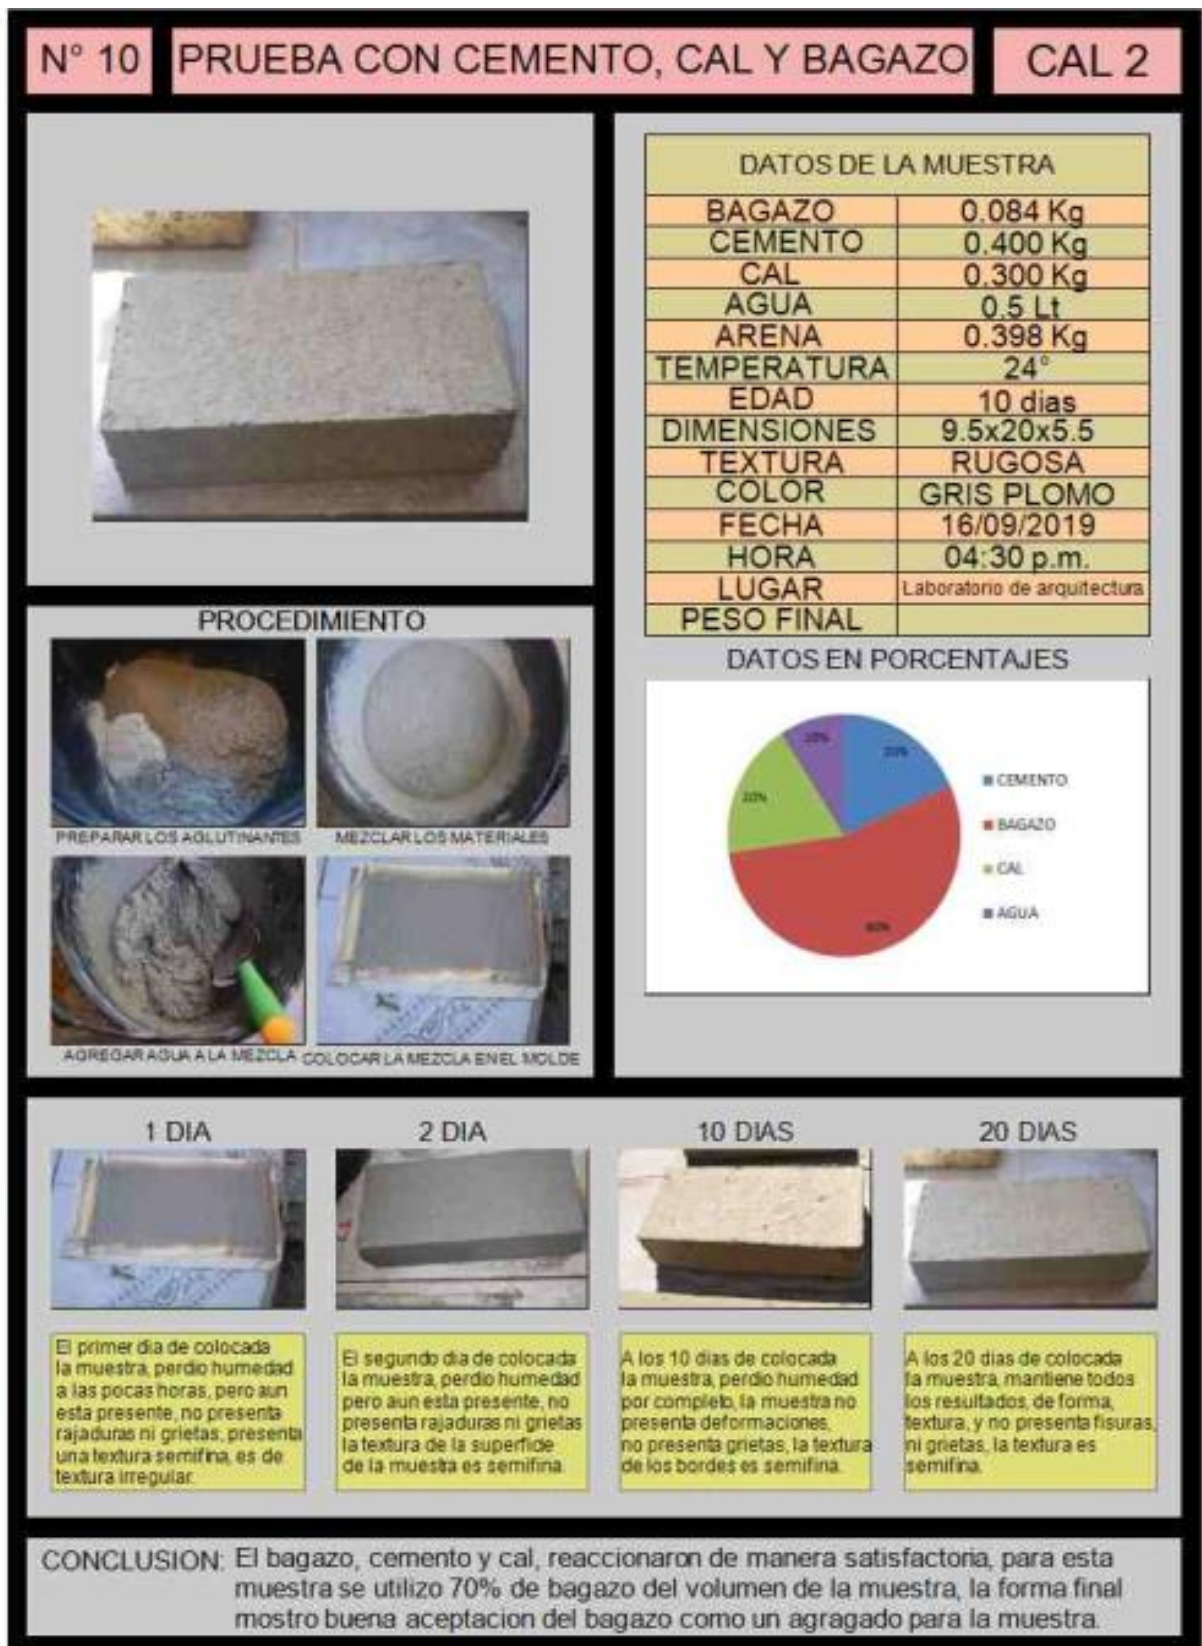 N° 10
PRUEBA CON CEMENTO, CAL Y BAGAZO
CAL 2
DATOS DE LA MUESTRA
BAGAZO 0.084 Kg
CEMENTO 0.400 Kg
CAL 0.300 Kg
AGUA 0.5 Lt
ARENA 0.398 Kg
TEMPERATURA 24°
EDAD 10 dias
DIMENSIONES 9.5x20x5.5
TEXTURA RUGOSA
COLOR GRIS PLOMO
FECHA 16/09/2019
HORA 04:30 p.m.
LUGAR Laboratorio de arquitectura
PESO FINAL
PROCEDIMIENTO
PREPARAR LOS AGLUTINANTES
MEZCLAR LOS MATERIALES
AGREGAR AGUA A LA MEZCLA
COLOCAR LA MEZCLA EN EL MOLDE
DATOS EN PORCENTAJES
10%
20%
20%
60%
CEMENTO
BAGAZO
CAL
AGUA
1 DIA
El primer dia de colocada
la muestra, perdio humedad
a las pocas horas, pero aun
esta presente, no presenta
rajaduras ni grietas, presenta
una textura semifina, es de
textura irregular.
2 DIA
El segundo dia de colocada
la muestra, perdio humedad
pero aun esta presente, no
presenta rajaduras ni grietas
la textura de la superficie
de la muestra es semifina.
10 DIAS
A los 10 dias de colocada
la muestra, perdio humedad
por completo, la muestra no
presenta deformaciones,
no presenta grietas, la textura
de los bordes es semifina.
20 DIAS
A los 20 dias de colocada
la muestra, mantiene todos
los resultados, de forma,
textura, y no presenta fisuras,
ni grietas, la textura es
semifina.
CONCLUSION: El bagazo, cemento y cal, reaccionaron de manera satisfactoria, para esta
muestra se utilizo 70% de bagazo del volumen de la muestra, la forma final
mostro buena aceptacion del bagazo como un agragado para la muestra.